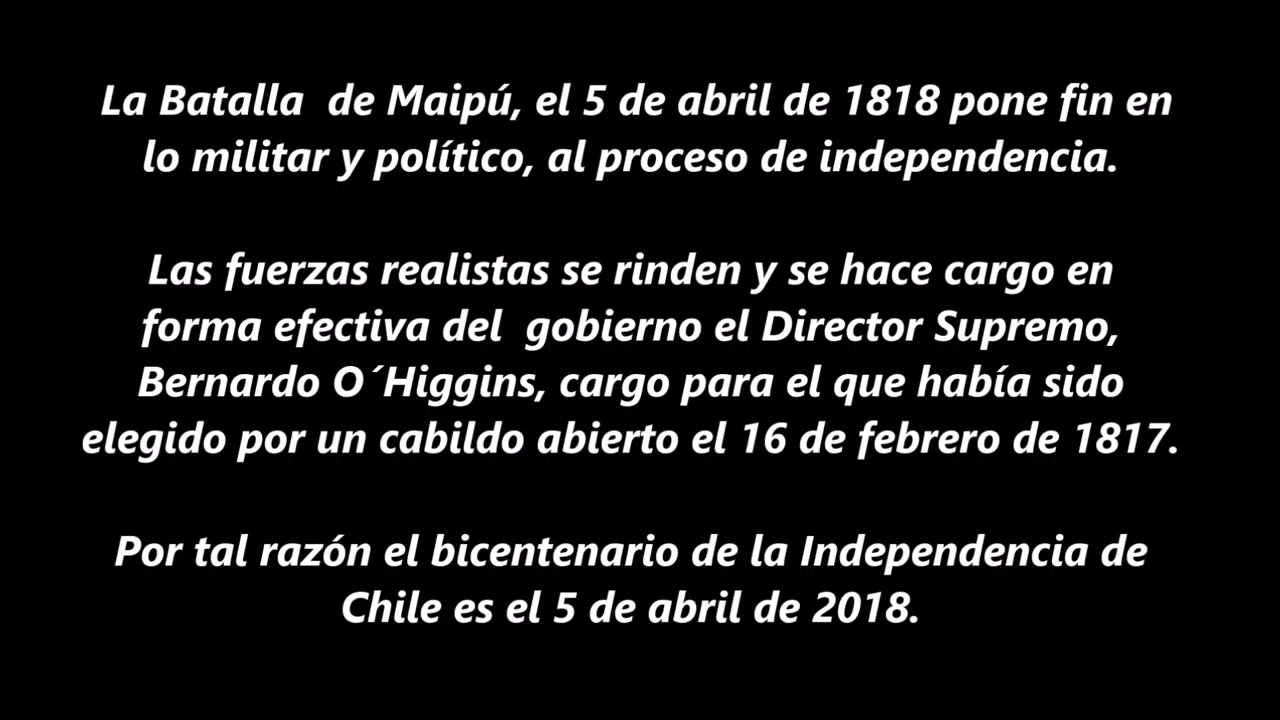 La Batalla  de Maipú, el 5 de abril de 1818 pone fin en
lo militar y político, al proceso de independencia.
Las fuerzas realistas se rinden y se hace cargo en
forma efectiva del  gobierno el Director Supremo,
Bernardo O´Higgins, cargo para el que había sido
elegido por un cabildo abierto el 16 de febrero de 1817.
Por tal razón el bicentenario de la Independencia de
Chile es el 5 de abril de 2018.